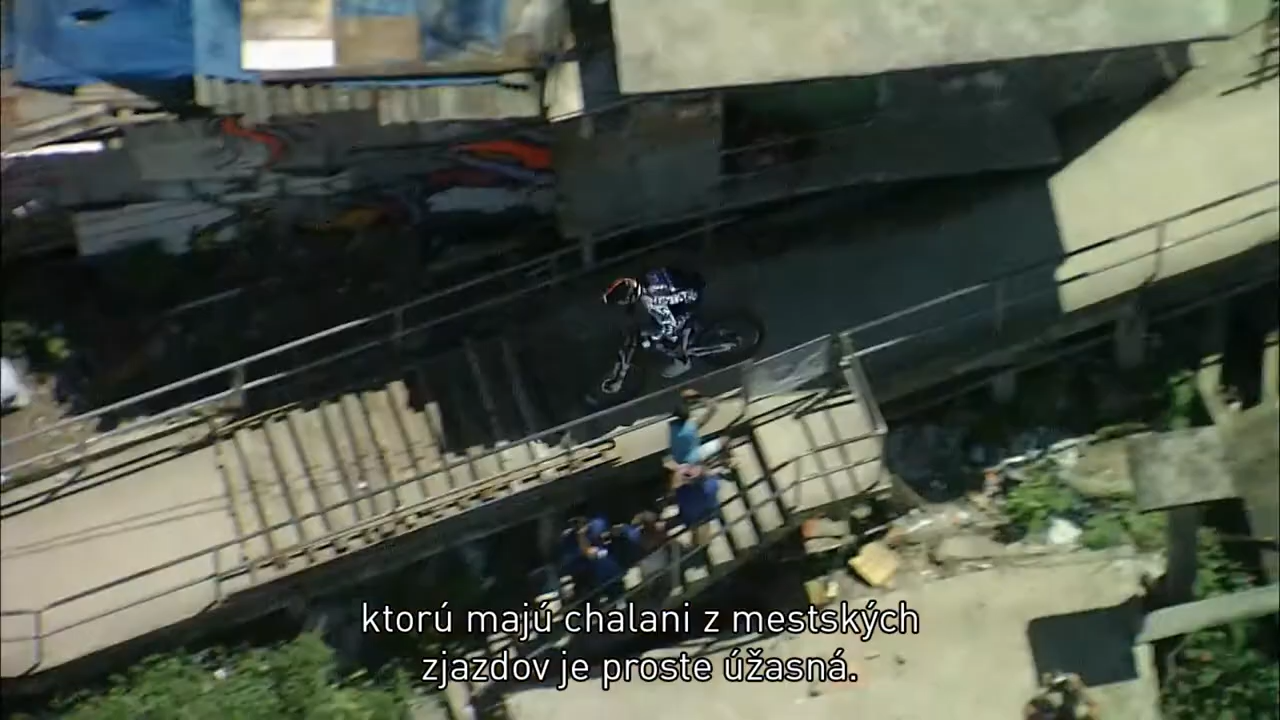 ktorú majú chalani z mestských
zjazdov je proste úžasná.